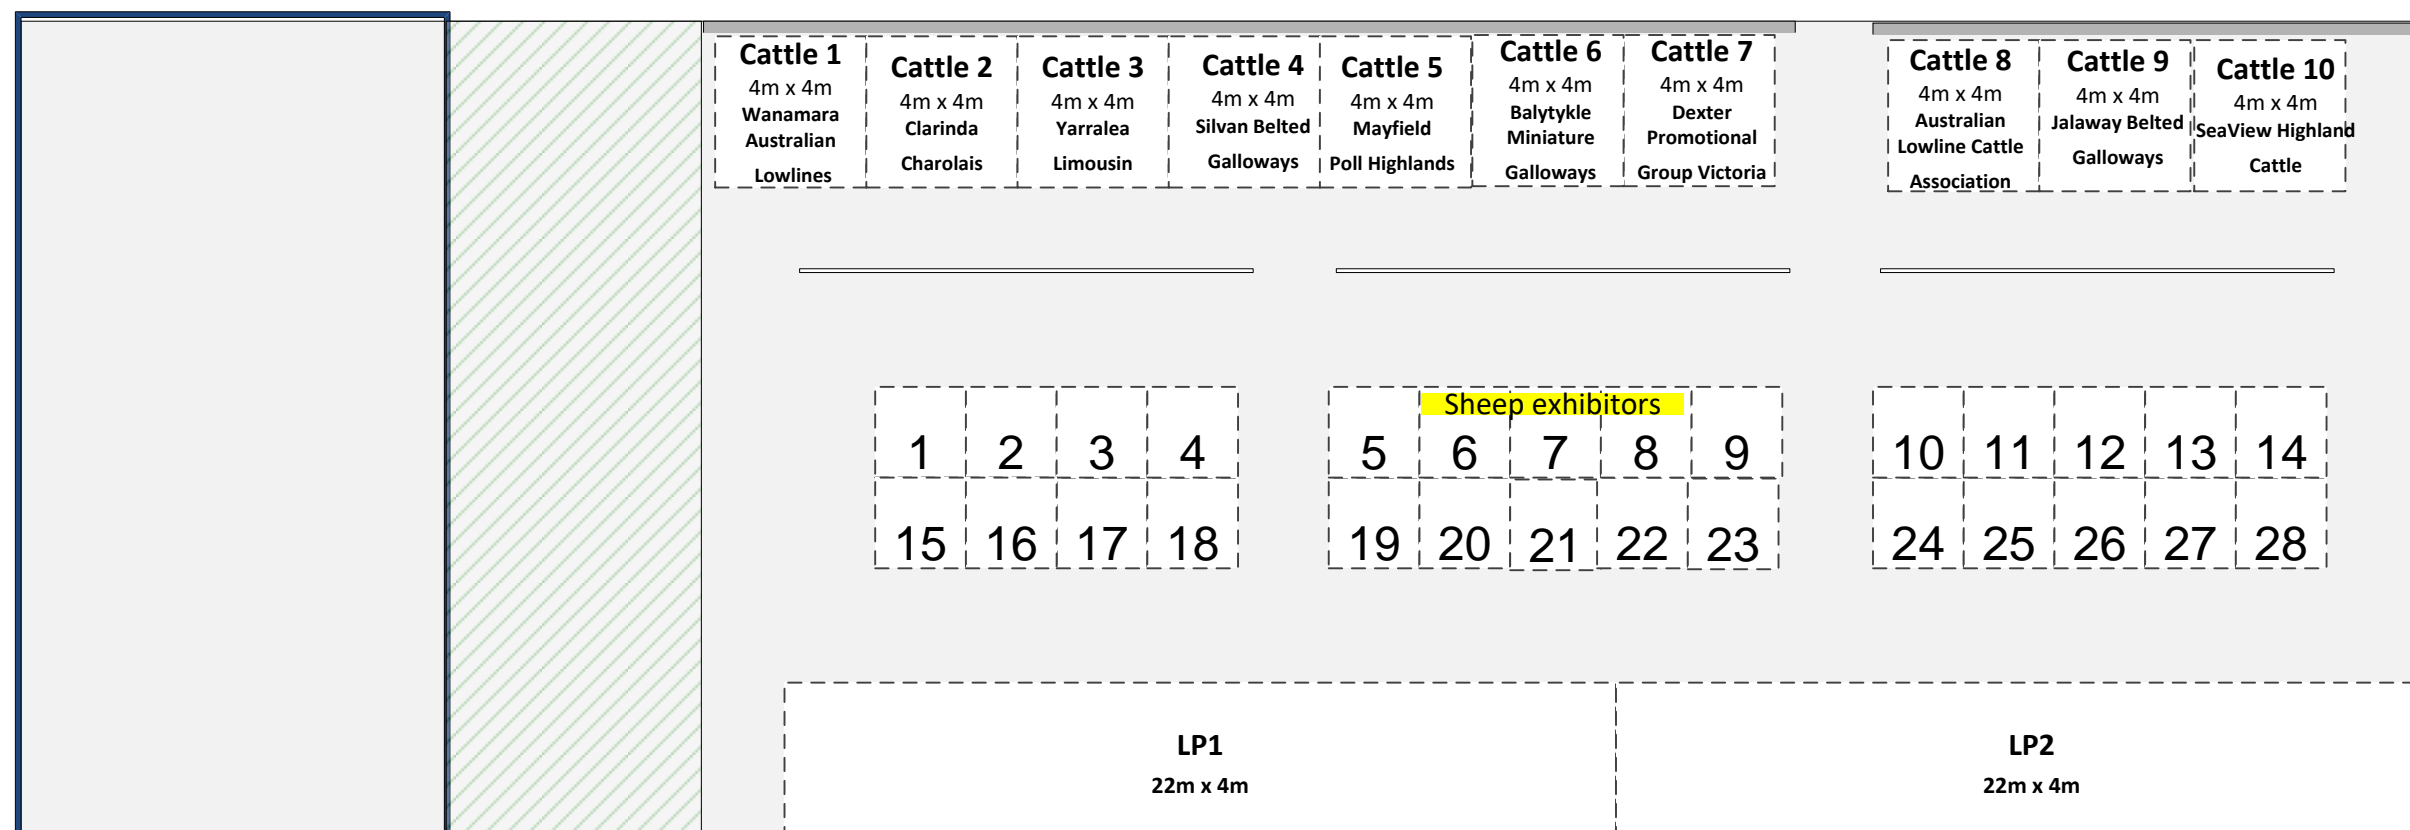 Cattle 1
4m x 4m
Wanamara
Australian
Lowlines
Cattle 2
4m x 4m
Clarinda
Charolais
Cattle 3
4m x 4m
Yarralea
Limousin
Cattle 4
4m x 4m
Silvan Belted
Galloways
Cattle 5
4m x 4m
Mayfield
Poll Highlands
Cattle 6
4m x 4m
Balytykle
Miniature
Galloways
Cattle 7
4m x 4m
Dexter
Promotional
Group Victoria
Cattle 8
4m x 4m
Australian
Lowline Cattle
Association
Cattle 9
4m x 4m
Jalaway Belted
Galloways
Cattle 10
4m x 4m
SeaView Highland
Cattle
Sheep exhibitors
1 2 3 4 5 6 7 8 9 10 11 12 13 14
15 16 17 18 19 20 21 22 23 24 25 26 27 28
LP1
22m x 4m
LP2
22m x 4m